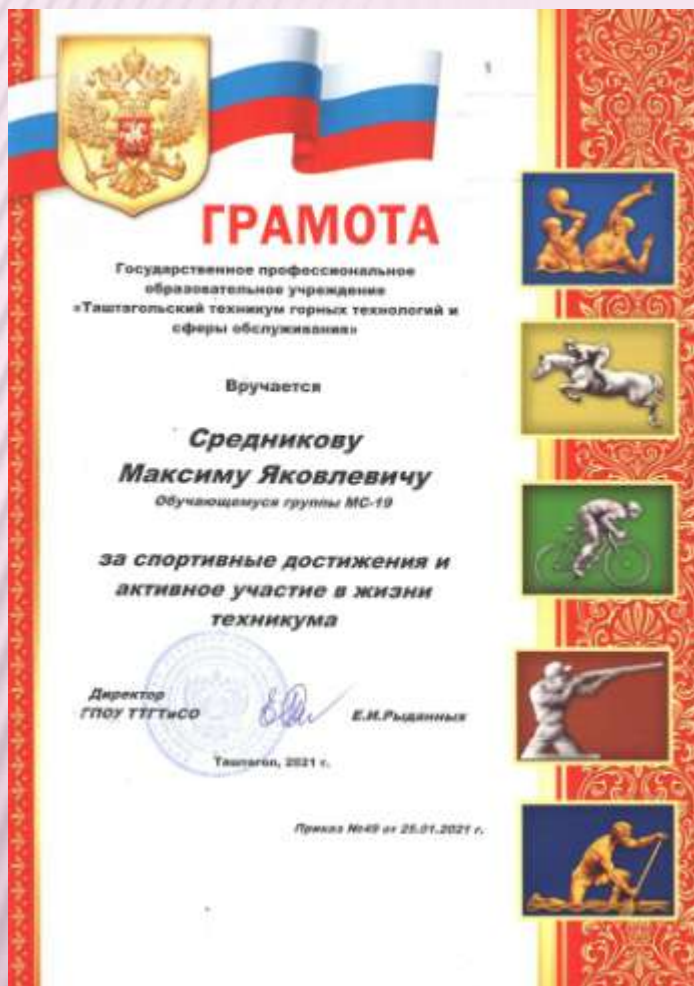 ГРАМОТА
Государственное профессиональное
образовательное учреждение
«Таштагольский техникум горных технологий и
сферы обслуживания»
Вручается
Средникову
Максиму Яковлевичу
Обучающемуся группы МС-19
за спортивные достижения и
активное участие в жизни
техникума
Директор
ГПОУ ТТГТиСО
Е.И.Рыданных
Таштагол, 2021 г.
Приказ №49 от 25.01.2021 г.